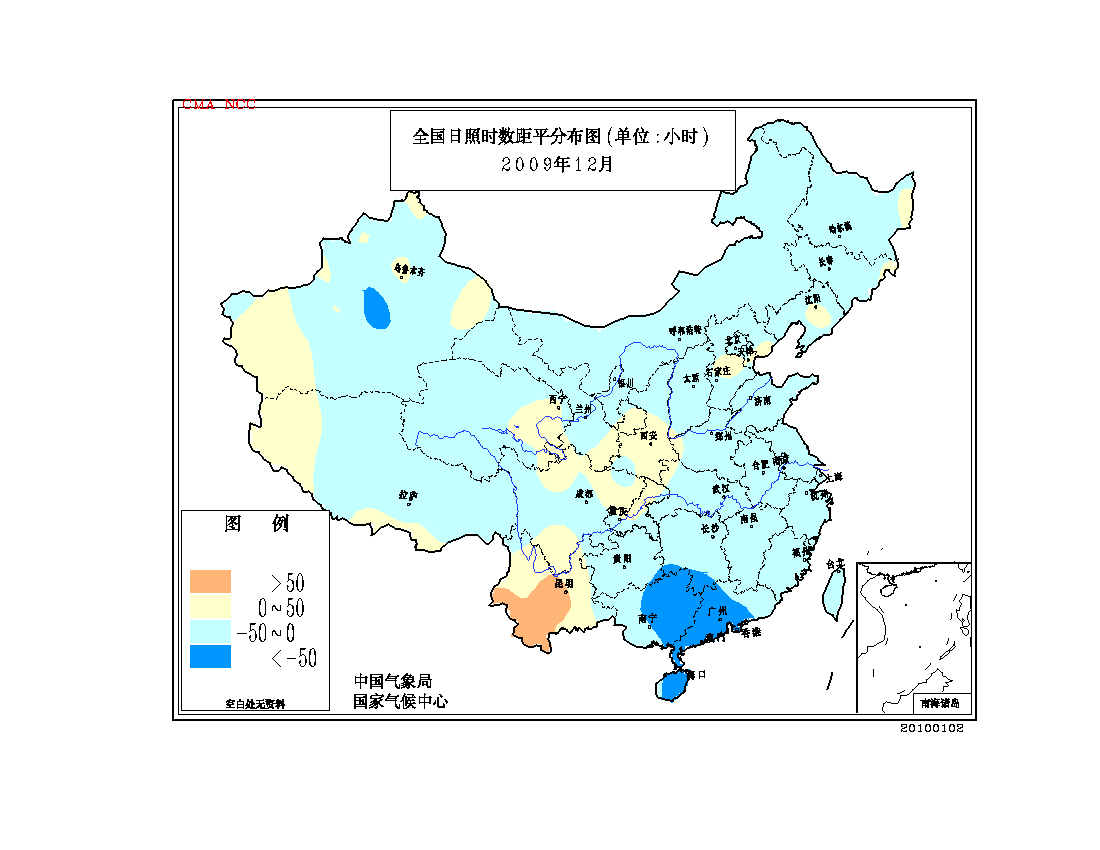 CMA NCC
全国日照时数距平分布图(单位:小时)
2009年12月
哈尔滨
长春
乌鲁木齐
沈阳
呼和浩特
北京
天津
石家庄
太原
银川
西宁
兰州
济南
西安
郑州
合肥
南京
上海
拉萨
成都
武汉
杭州
重庆
长沙
南昌
贵阳
福州
台北
昆明
广州
南宁
澳门
香港
海口
图 例
>50
0~50
-50~0
<-50
空白处无资料
中国气象局
国家气候中心
南海诸岛
20100102